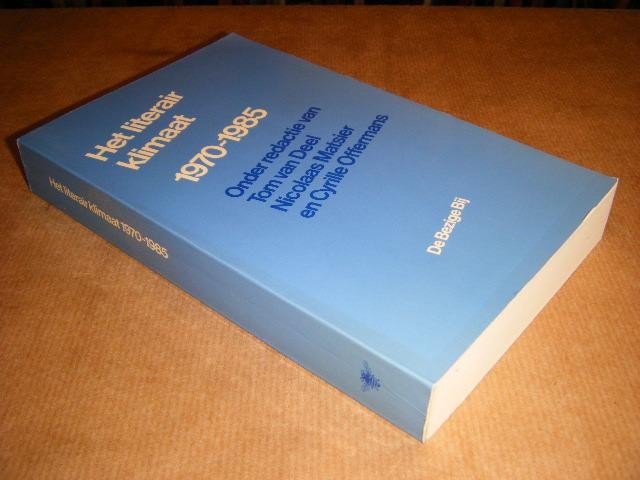 Het literair
klimaat
1970-1985
Onder redactie van
Tom van Deel
Nicolaas Matsier
en Cyrille Offermans
De Bezige Bij
Het literair klimaat 1970-1985